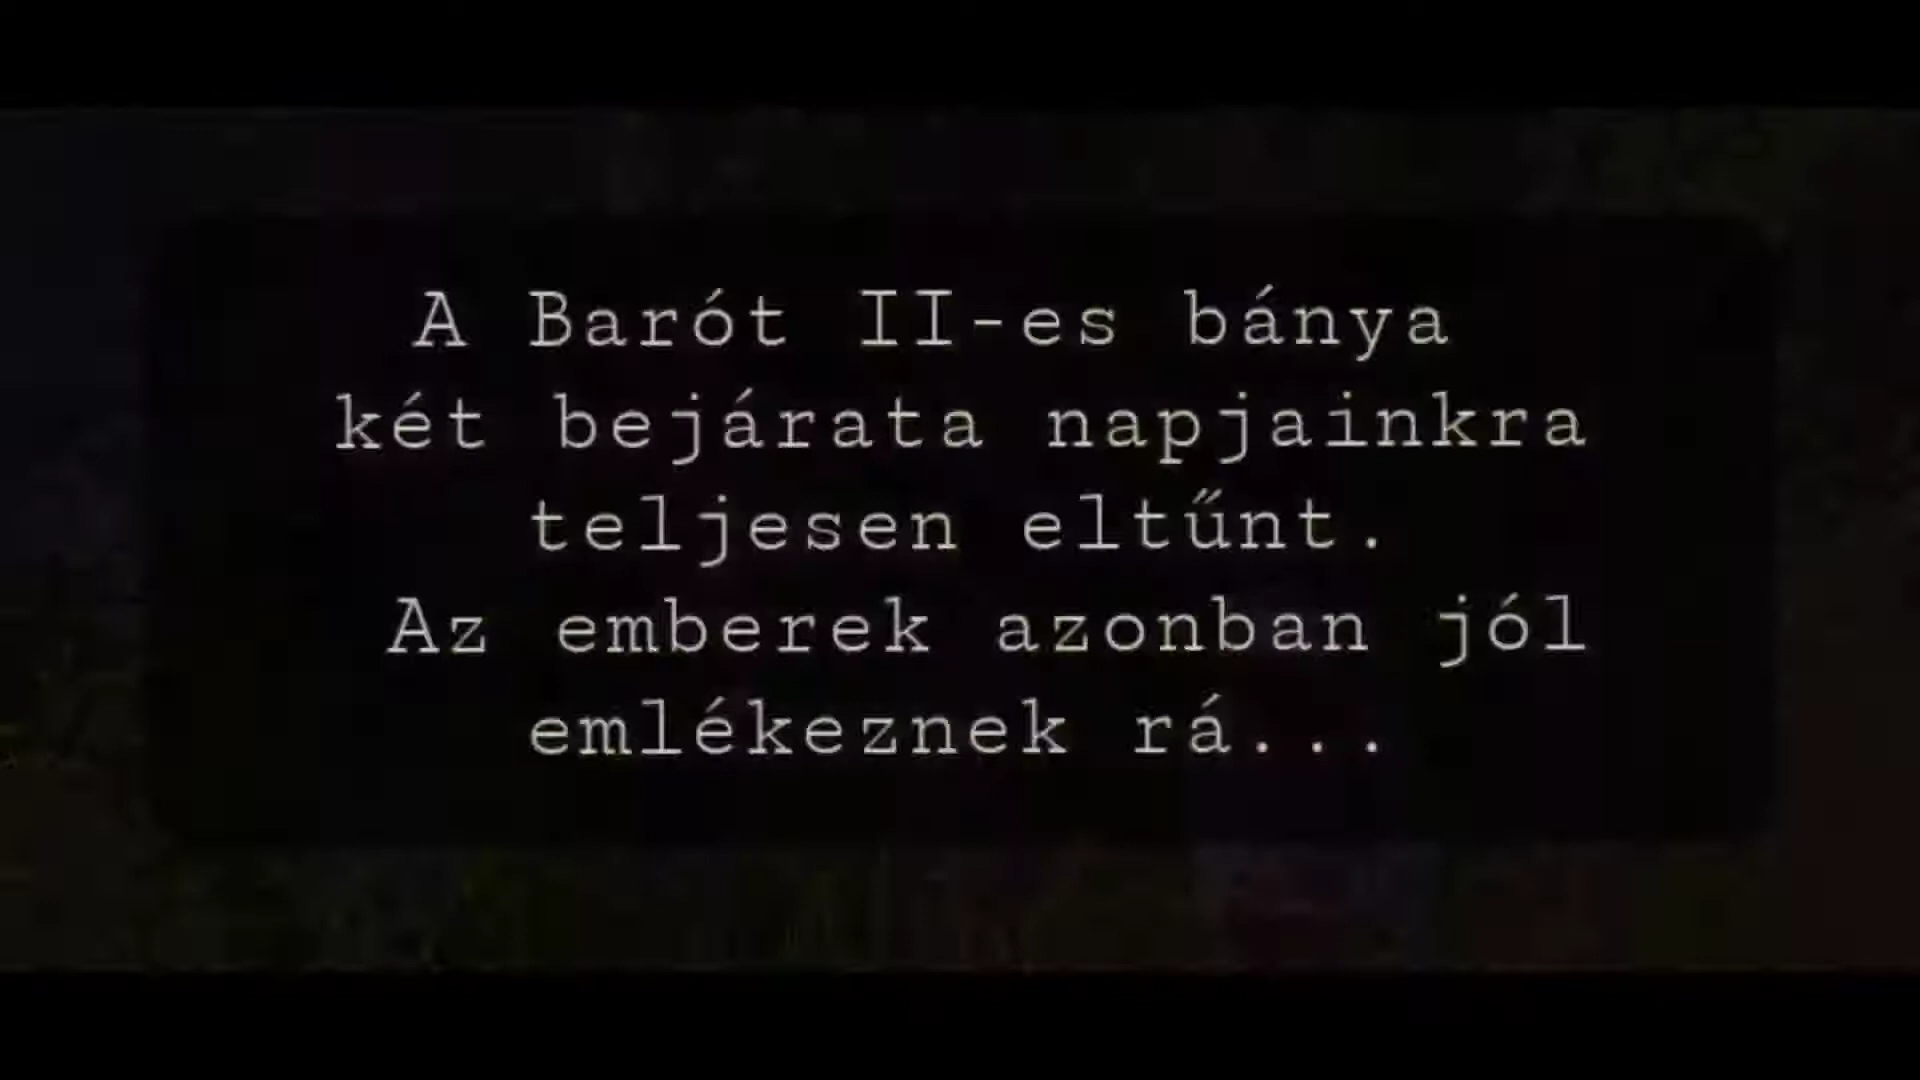 A Barót II-es bánya
két bejárata napjainkra
teljesen eltűnt.
Az emberek azonban jól
emlékeznek rá...